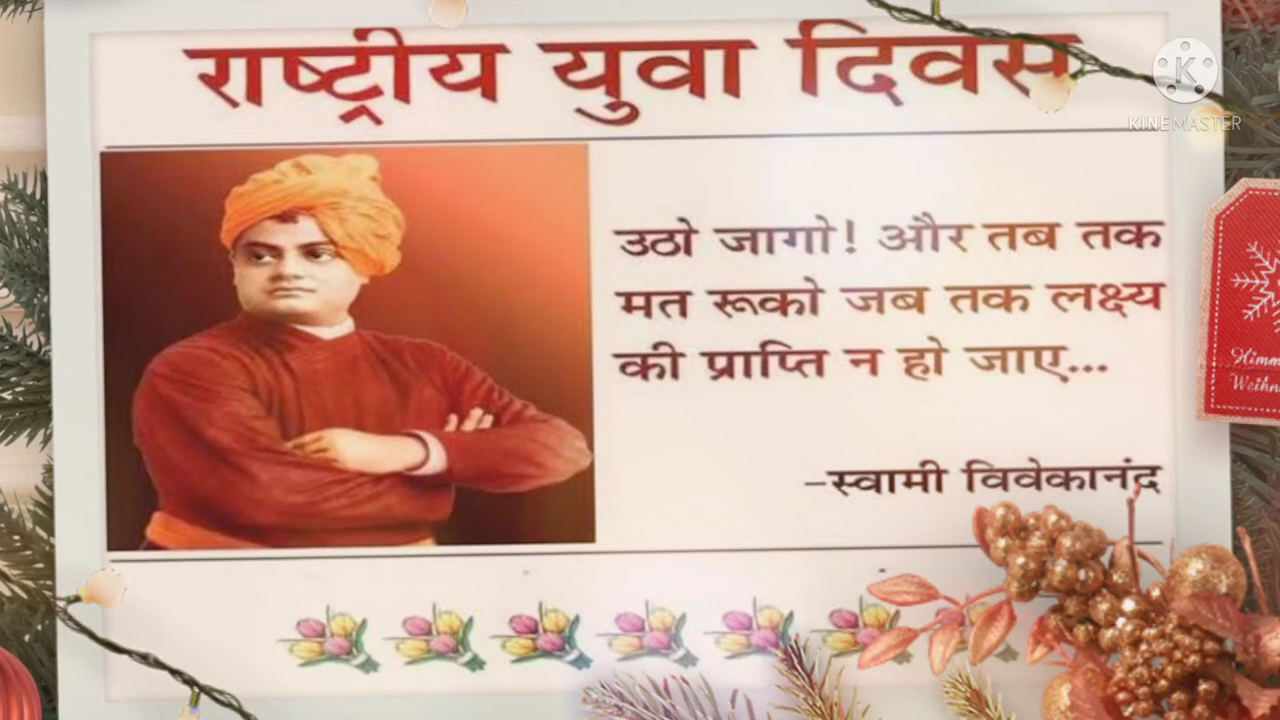 राष्ट्रीय युवा दिवस
K
KINEMASTER
उठो जागो! और तब तक
मत रूको जब तक लक्ष्य
की प्राप्ति न हो जाए...
-स्वामी विवेकानंद